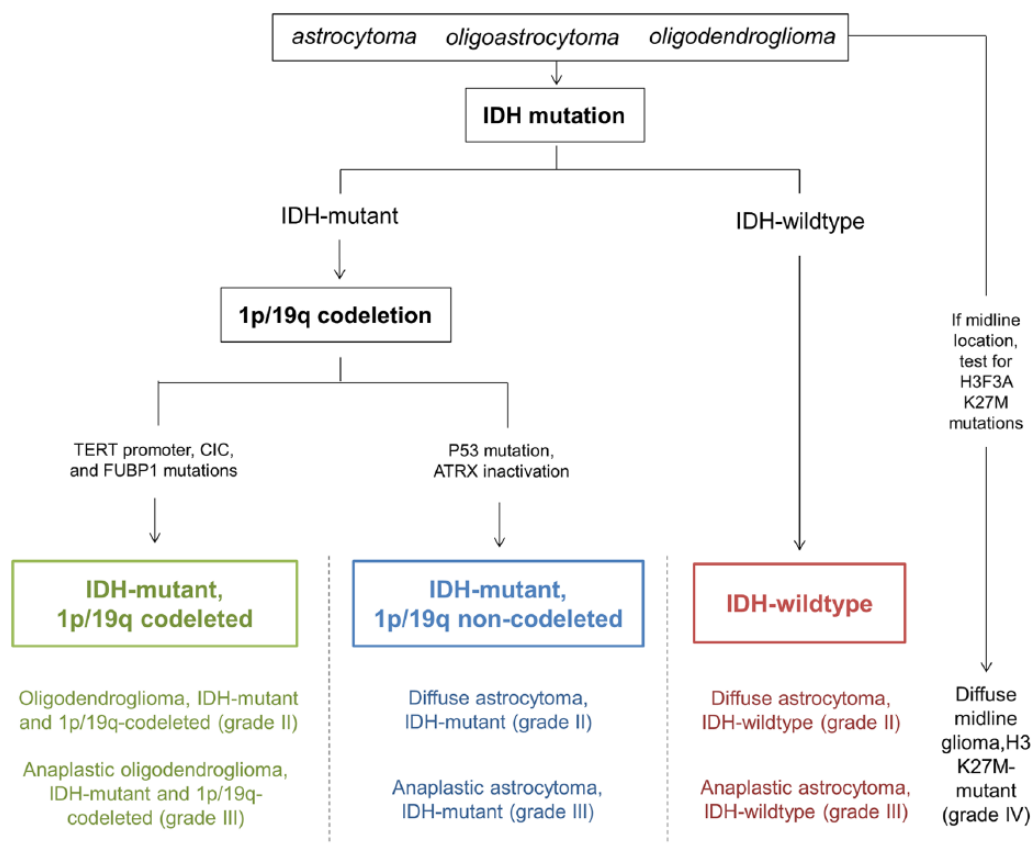 astrocytoma oligoastrocytoma oligodendroglioma
IDH mutation
IDH-mutant
IDH-wildtype
1p/19q codeletion
If midline
location,
test for
H3F3A
K27M
mutations
TERT promoter, CIC,
and FUBP1 mutations
P53 mutation,
ATRX inactivation
IDH-mutant,
1p/19q codeleted
IDH-mutant,
1p/19q non-codeleted
IDH-wildtype
Oligodendroglioma, IDH-mutant
and 1p/19q-codeleted (grade II)
Anaplastic oligodendroglioma,
IDH-mutant and 1p/19q-
codeleted (grade III)
Diffuse astrocytoma,
IDH-mutant (grade II)
Anaplastic astrocytoma,
IDH-mutant (grade III)
Diffuse astrocytoma,
IDH-wildtype (grade II)
Anaplastic astrocytoma,
IDH-wildtype (grade III)
Diffuse
midline
glioma,H3
K27M-
mutant
(grade IV)